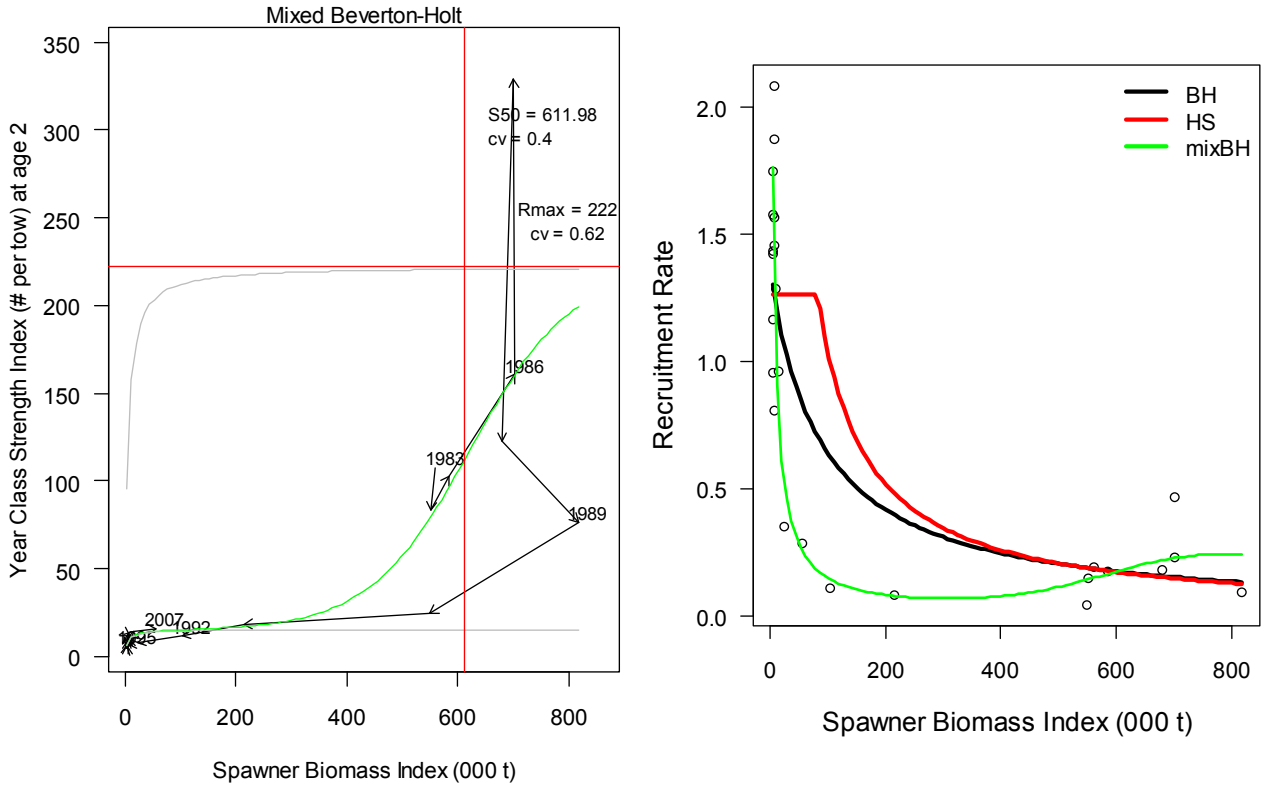 Mixed Beverton-Holt
Year Class Strength Index (# per tow) at age 2
350
300
250
200
150
100
50
0
S50 = 611.98
cv = 0.4
Rmax = 222
cv = 0.62
1986
1983
1989
2007
1992
0
200
400
600
800
Spawner Biomass Index (000 t)
Recruitment Rate
2.0
1.5
1.0
0.5
0.0
BH
HS
mixBH
0
200
400
600
800
Spawner Biomass Index (000 t)